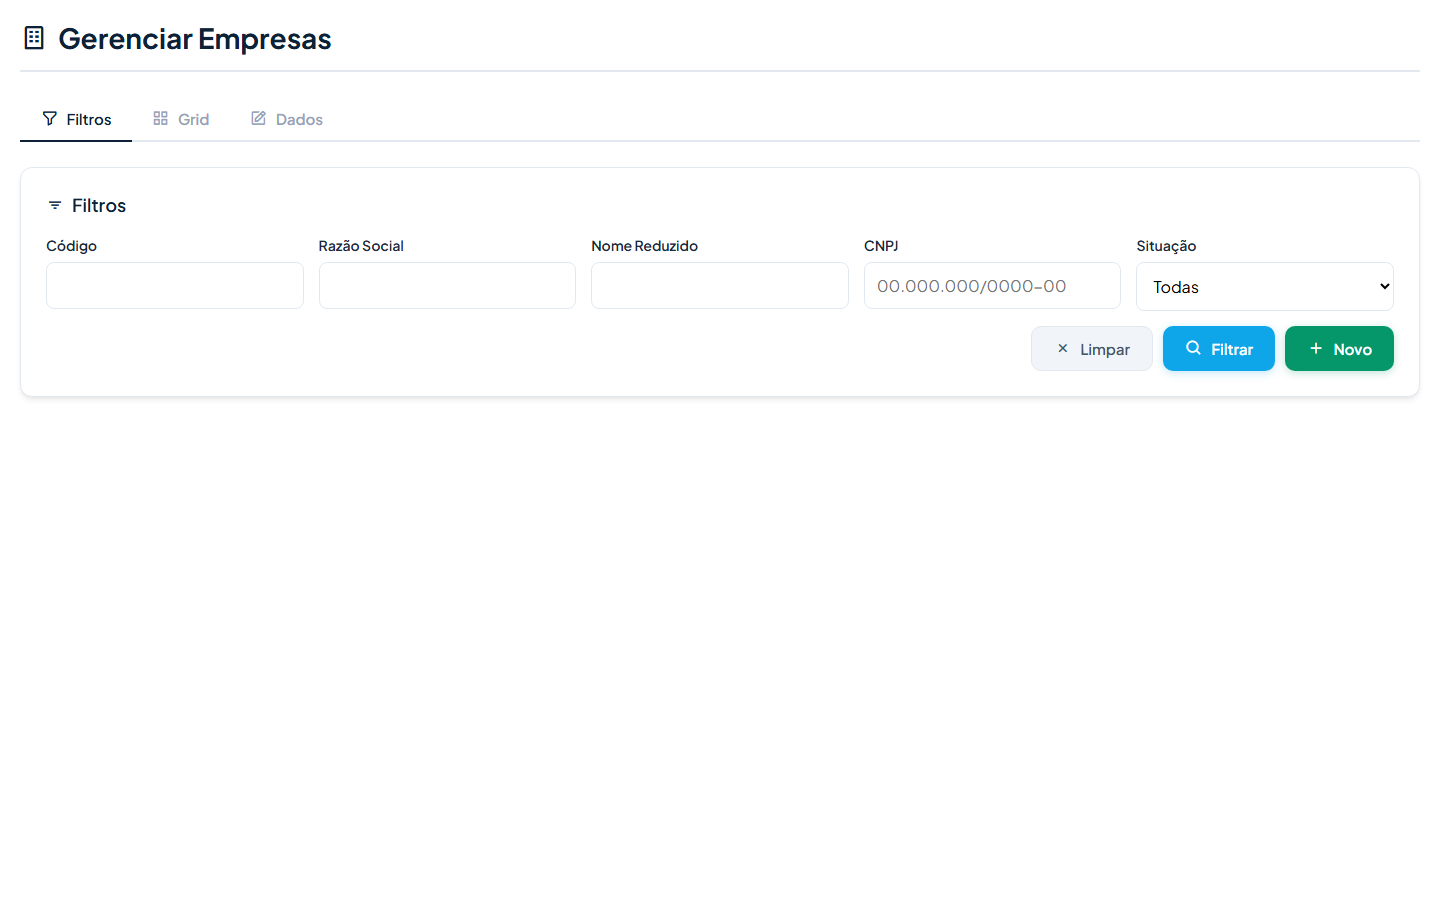 Gerenciar Empresas
Filtros Grid Dados
Filtros
Código Razão Social Nome Reduzido CNPJ Situação
00.000.000/0000-00 Todas
Limpar Filtrar Novo